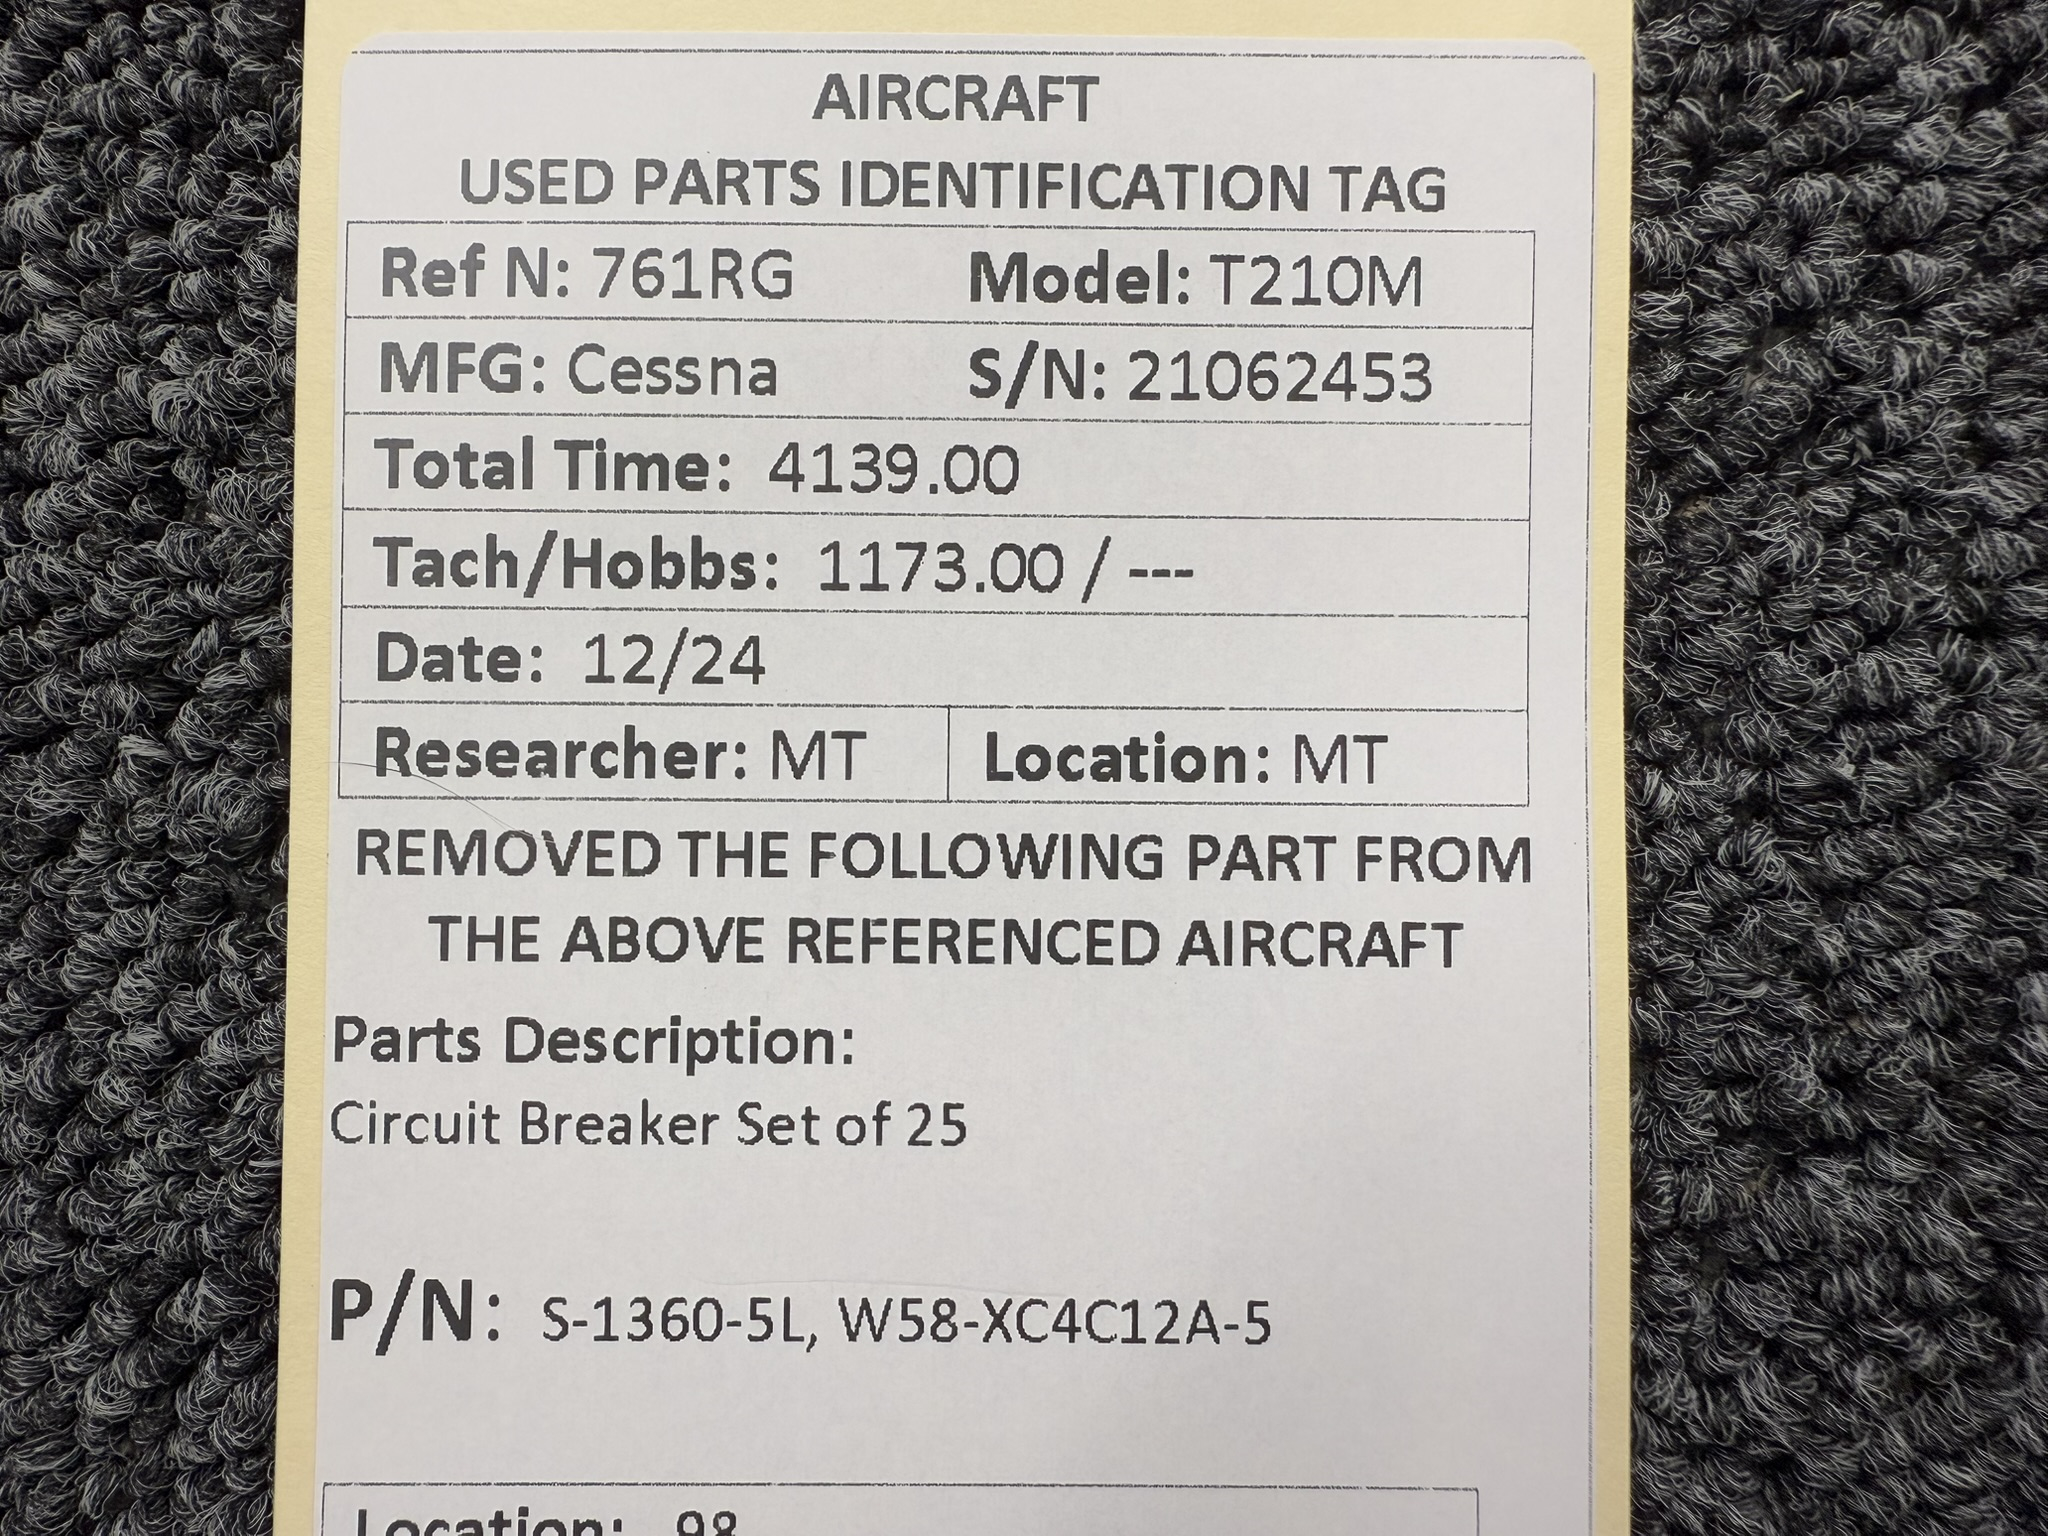 AIRCRAFT
USED PARTS IDENTIFICATION TAG
Ref N: 761RG Model: T210M
MFG: Cessna S/N: 21062453
Total Time: 4139.00
Tach/Hobbs: 1173.00 / ---
Date: 12/24
Researcher: MT Location: MT
REMOVED THE FOLLOWING PART FROM
THE ABOVE REFERENCED AIRCRAFT
Parts Description:
Circuit Breaker Set of 25
P/N: S-1360-5L, W58-XC4C12A-5
Location: 98